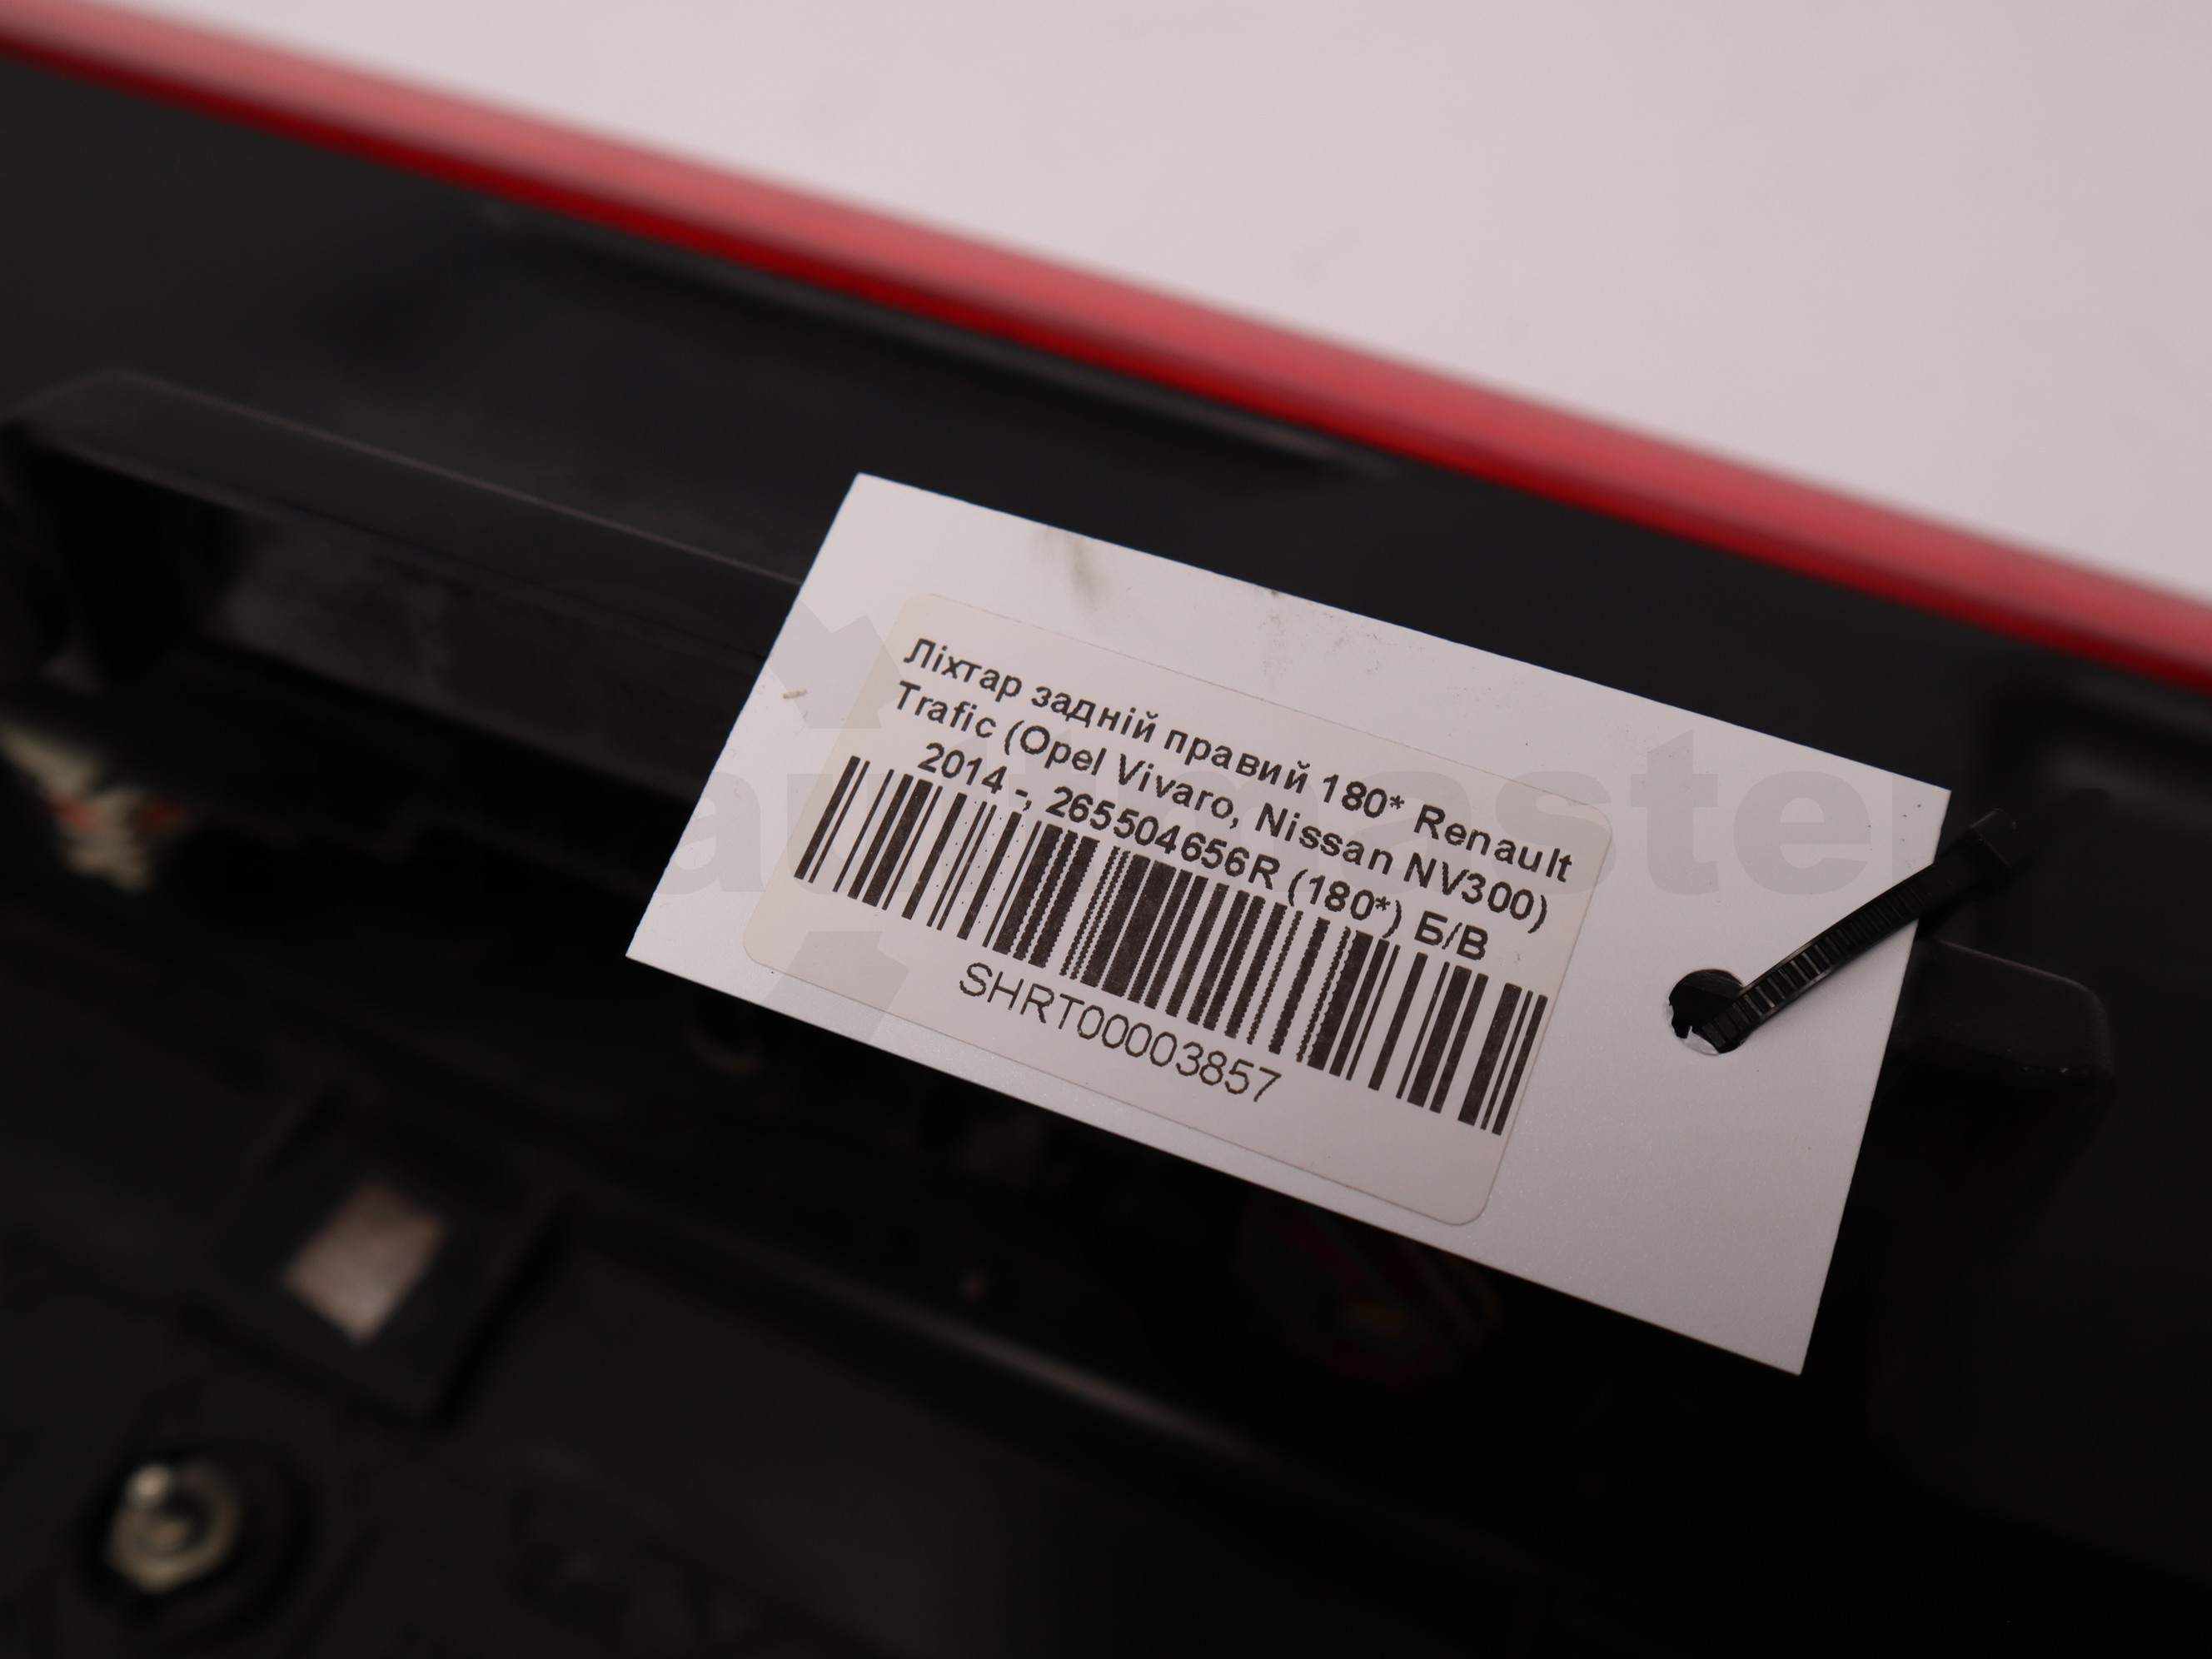 Ліхтар задній правий 180* Renault
Trafic (Opel Vivaro, Nissan NV300)
2014 -, 265504656R (180*) Б/В
SHRT00003857